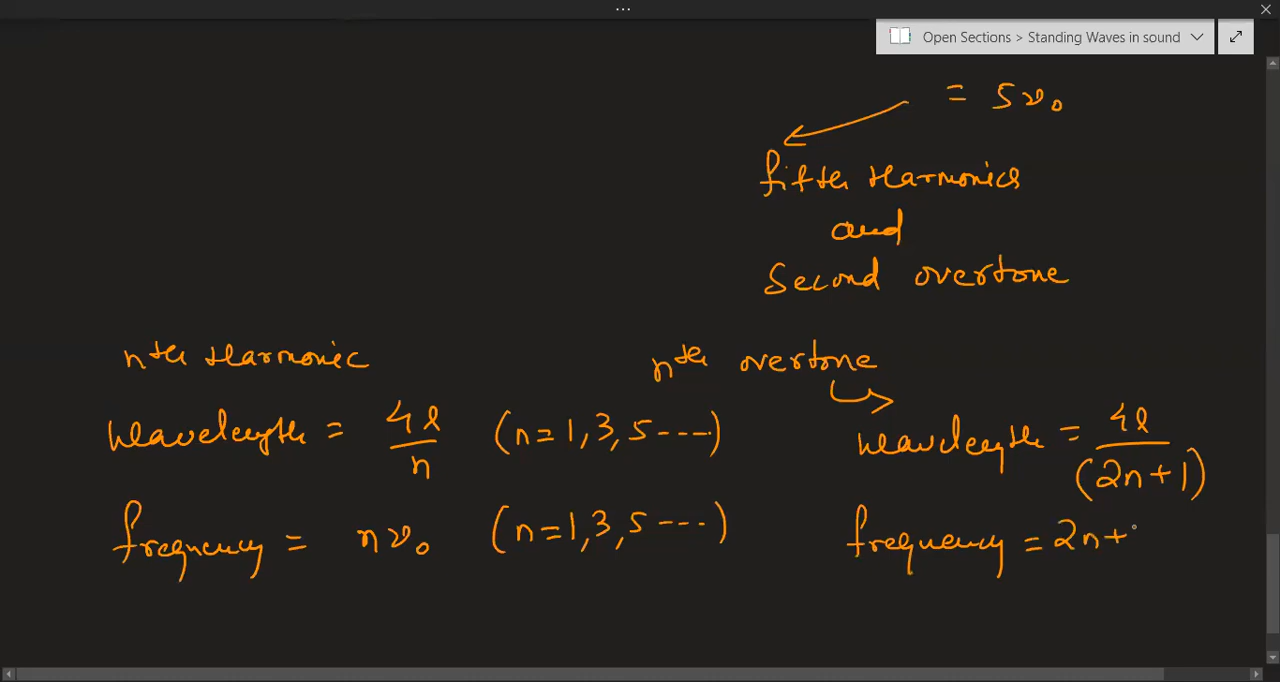 ...
Open Sections > Standing Waves in sound
= 5ν₀
fifth Harmonics
and
Second overtone
nth Harmonic
nth overtone
wavelength = 4l/n (n=1,3,5----)
wavelength = 4l/(2n+1)
frequency = nν₀ (n=1,3,5---)
frequency = 2n+